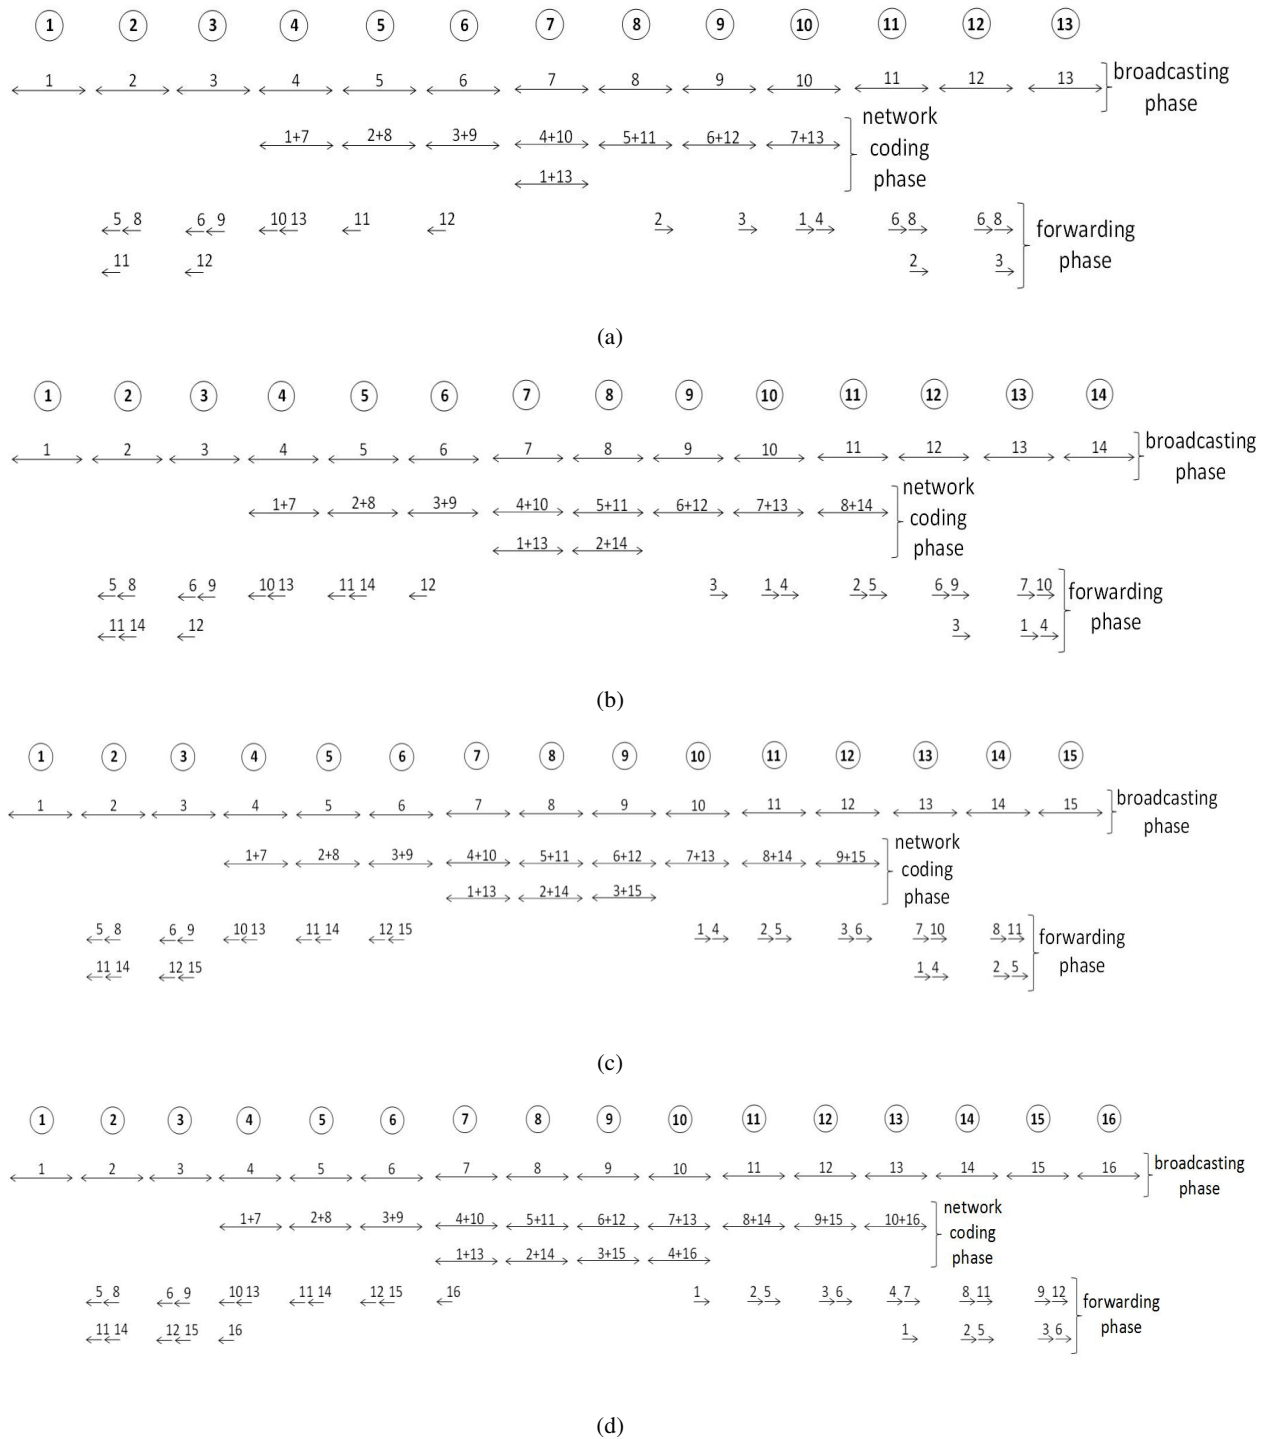 1 2 3 4 5 6 7 8 9 10 11 12 13
1 2 3 4 5 6 7 8 9 10 11 12 13 broadcasting phase
1+7 2+8 3+9 4+10 5+11 6+12 7+13 network coding phase
1+13
5 8 6 9 10 13 11 12 2 3 1 4 6 8 6 8 forwarding phase
11 12 2 3
(a)
1 2 3 4 5 6 7 8 9 10 11 12 13 14
1 2 3 4 5 6 7 8 9 10 11 12 13 14 broadcasting phase
1+7 2+8 3+9 4+10 5+11 6+12 7+13 8+14 network coding phase
1+13 2+14
5 8 6 9 10 13 11 14 12 3 1 4 2 5 6 9 7 10 forwarding phase
11 14 12 3 1 4
(b)
1 2 3 4 5 6 7 8 9 10 11 12 13 14 15
1 2 3 4 5 6 7 8 9 10 11 12 13 14 15 broadcasting phase
1+7 2+8 3+9 4+10 5+11 6+12 7+13 8+14 9+15 network coding phase
1+13 2+14 3+15
5 8 6 9 10 13 11 14 12 15 1 4 2 5 3 6 7 10 8 11 forwarding phase
11 14 12 15 1 4 2 5
(c)
1 2 3 4 5 6 7 8 9 10 11 12 13 14 15 16
1 2 3 4 5 6 7 8 9 10 11 12 13 14 15 16 broadcasting phase
1+7 2+8 3+9 4+10 5+11 6+12 7+13 8+14 9+15 10+16 network coding phase
1+13 2+14 3+15 4+16
5 8 6 9 10 13 11 14 12 15 16 1 2 5 3 6 4 7 8 11 9 12 forwarding phase
11 14 12 15 16 1 2 5 3 6
(d)